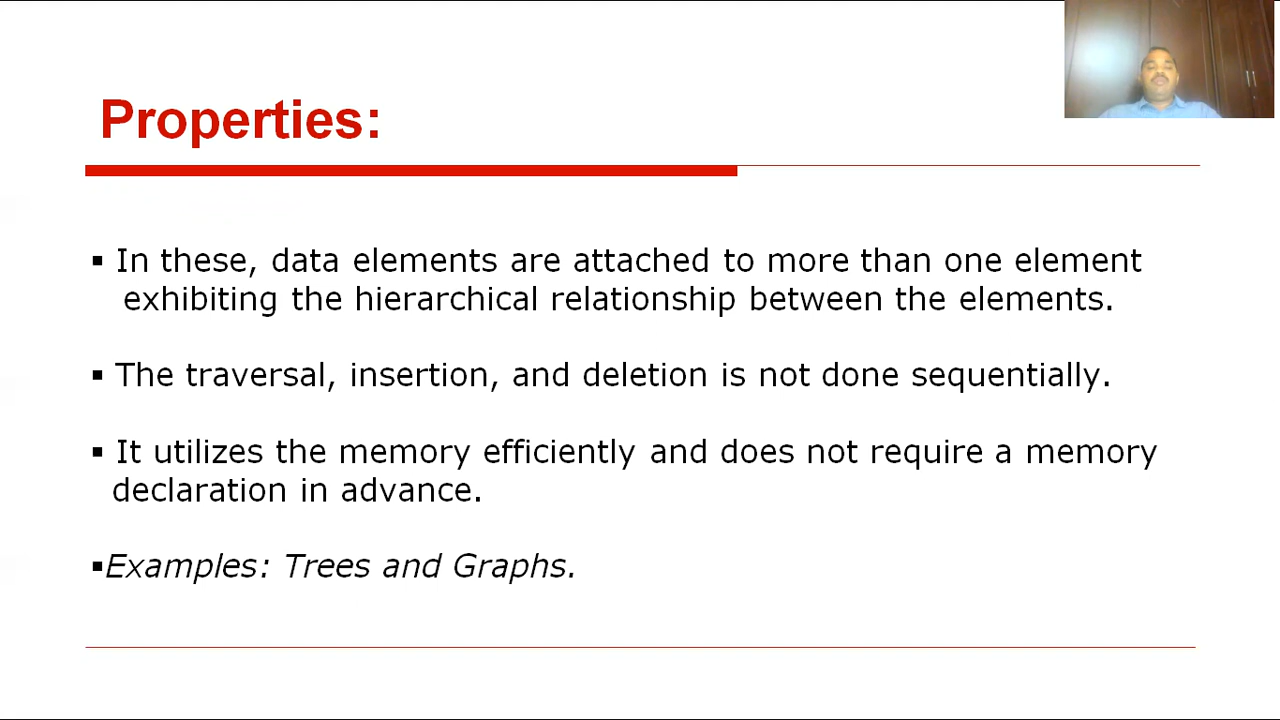 Properties:
▪ In these, data elements are attached to more than one element
exhibiting the hierarchical relationship between the elements.
▪ The traversal, insertion, and deletion is not done sequentially.
▪ It utilizes the memory efficiently and does not require a memory
declaration in advance.
▪Examples: Trees and Graphs.